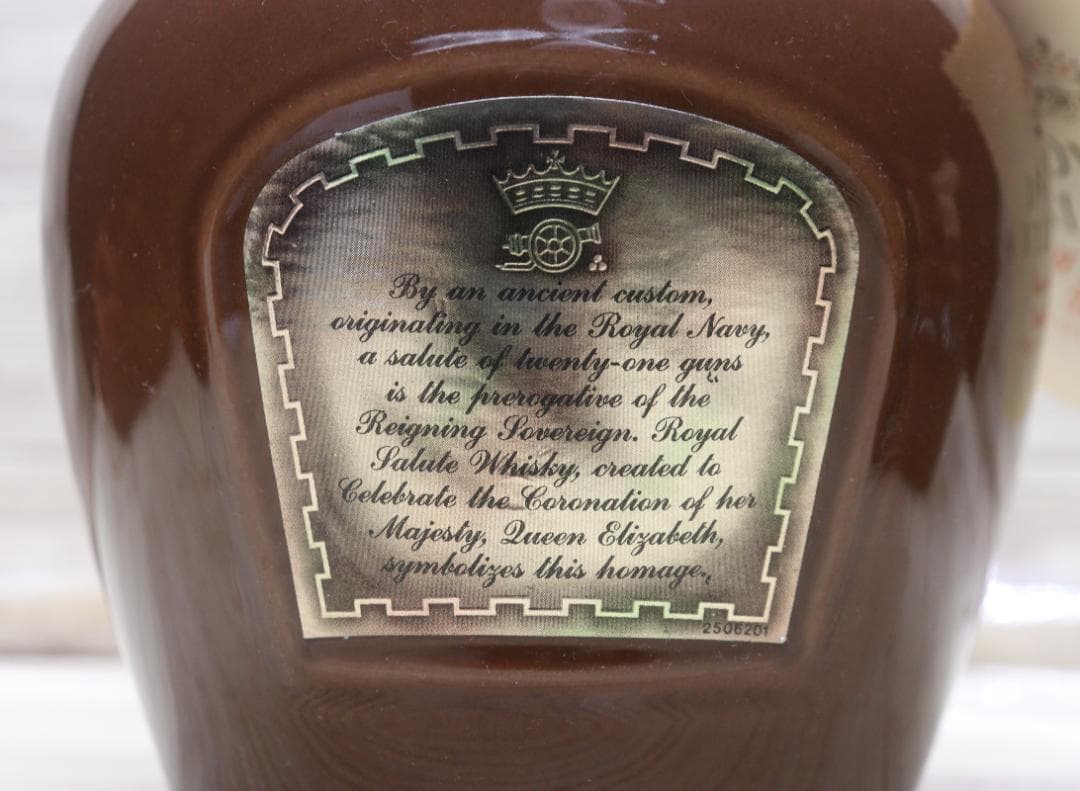 By an ancient custom,
originating in the Royal Navy,
a salute of twenty-one guns
is the prerogative of the
Reigning Sovereign. Royal
Salute Whisky, created to
Celebrate the Coronation of her
Majesty, Queen Elizabeth,
symbolizes this homage.
2506201